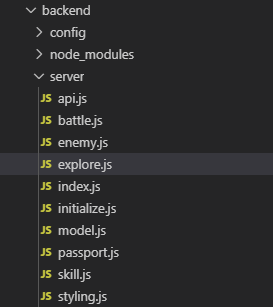 backend
config
node_modules
server
JS api.js
JS battle.js
JS enemy.js
JS explore.js
JS index.js
JS initialize.js
JS model.js
JS passport.js
JS skill.js
JS styling.js